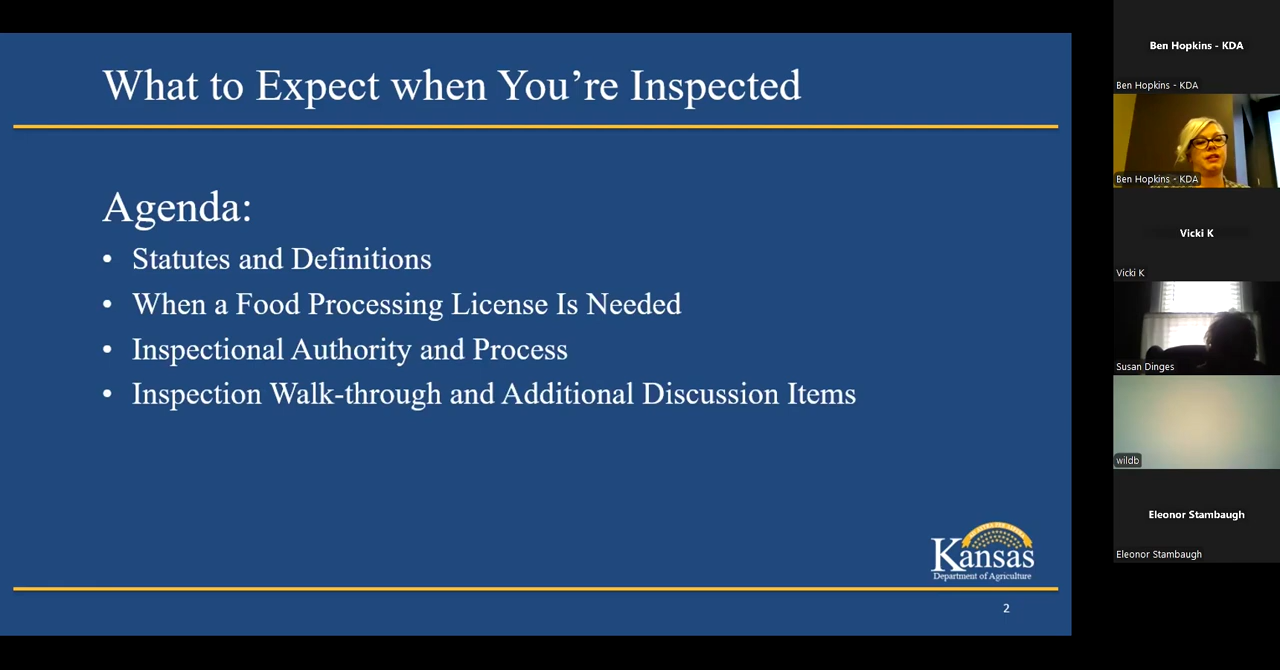 What to Expect when You're Inspected
Agenda:
• Statutes and Definitions
• When a Food Processing License Is Needed
• Inspectional Authority and Process
• Inspection Walk-through and Additional Discussion Items
Kansas
Department of Agriculture
2
Ben Hopkins - KDA
Ben Hopkins - KDA
Ben Hopkins - KDA
Vicki K
Vicki K
Susan Dinges
wildb
Eleonor Stambaugh
Eleonor Stambaugh